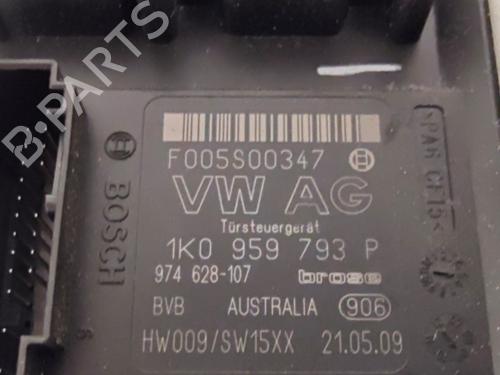 B-PARTS
F005S00347
VW AG
Türsteuergerät
1K0 959 793 P
974 628-107 brose
BVB AUSTRALIA 906
HW009/SW15XX 21.05.09
BOSCH